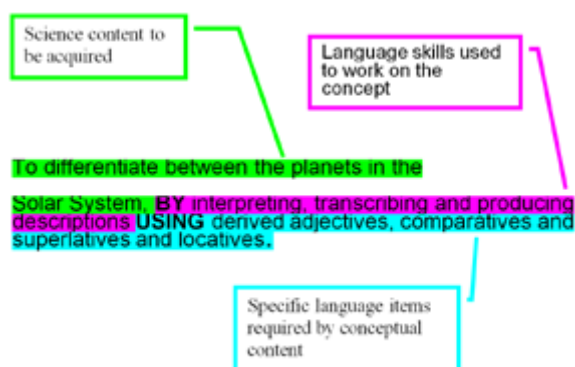 Science content to
be acquired
Language skills used
to work on the
concept
To differentiate between the planets in the
Solar System, BY interpreting, transcribing and producing
descriptions USING derived adjectives, comparatives and
superlatives and locatives.
Specific language items
required by conceptual
content